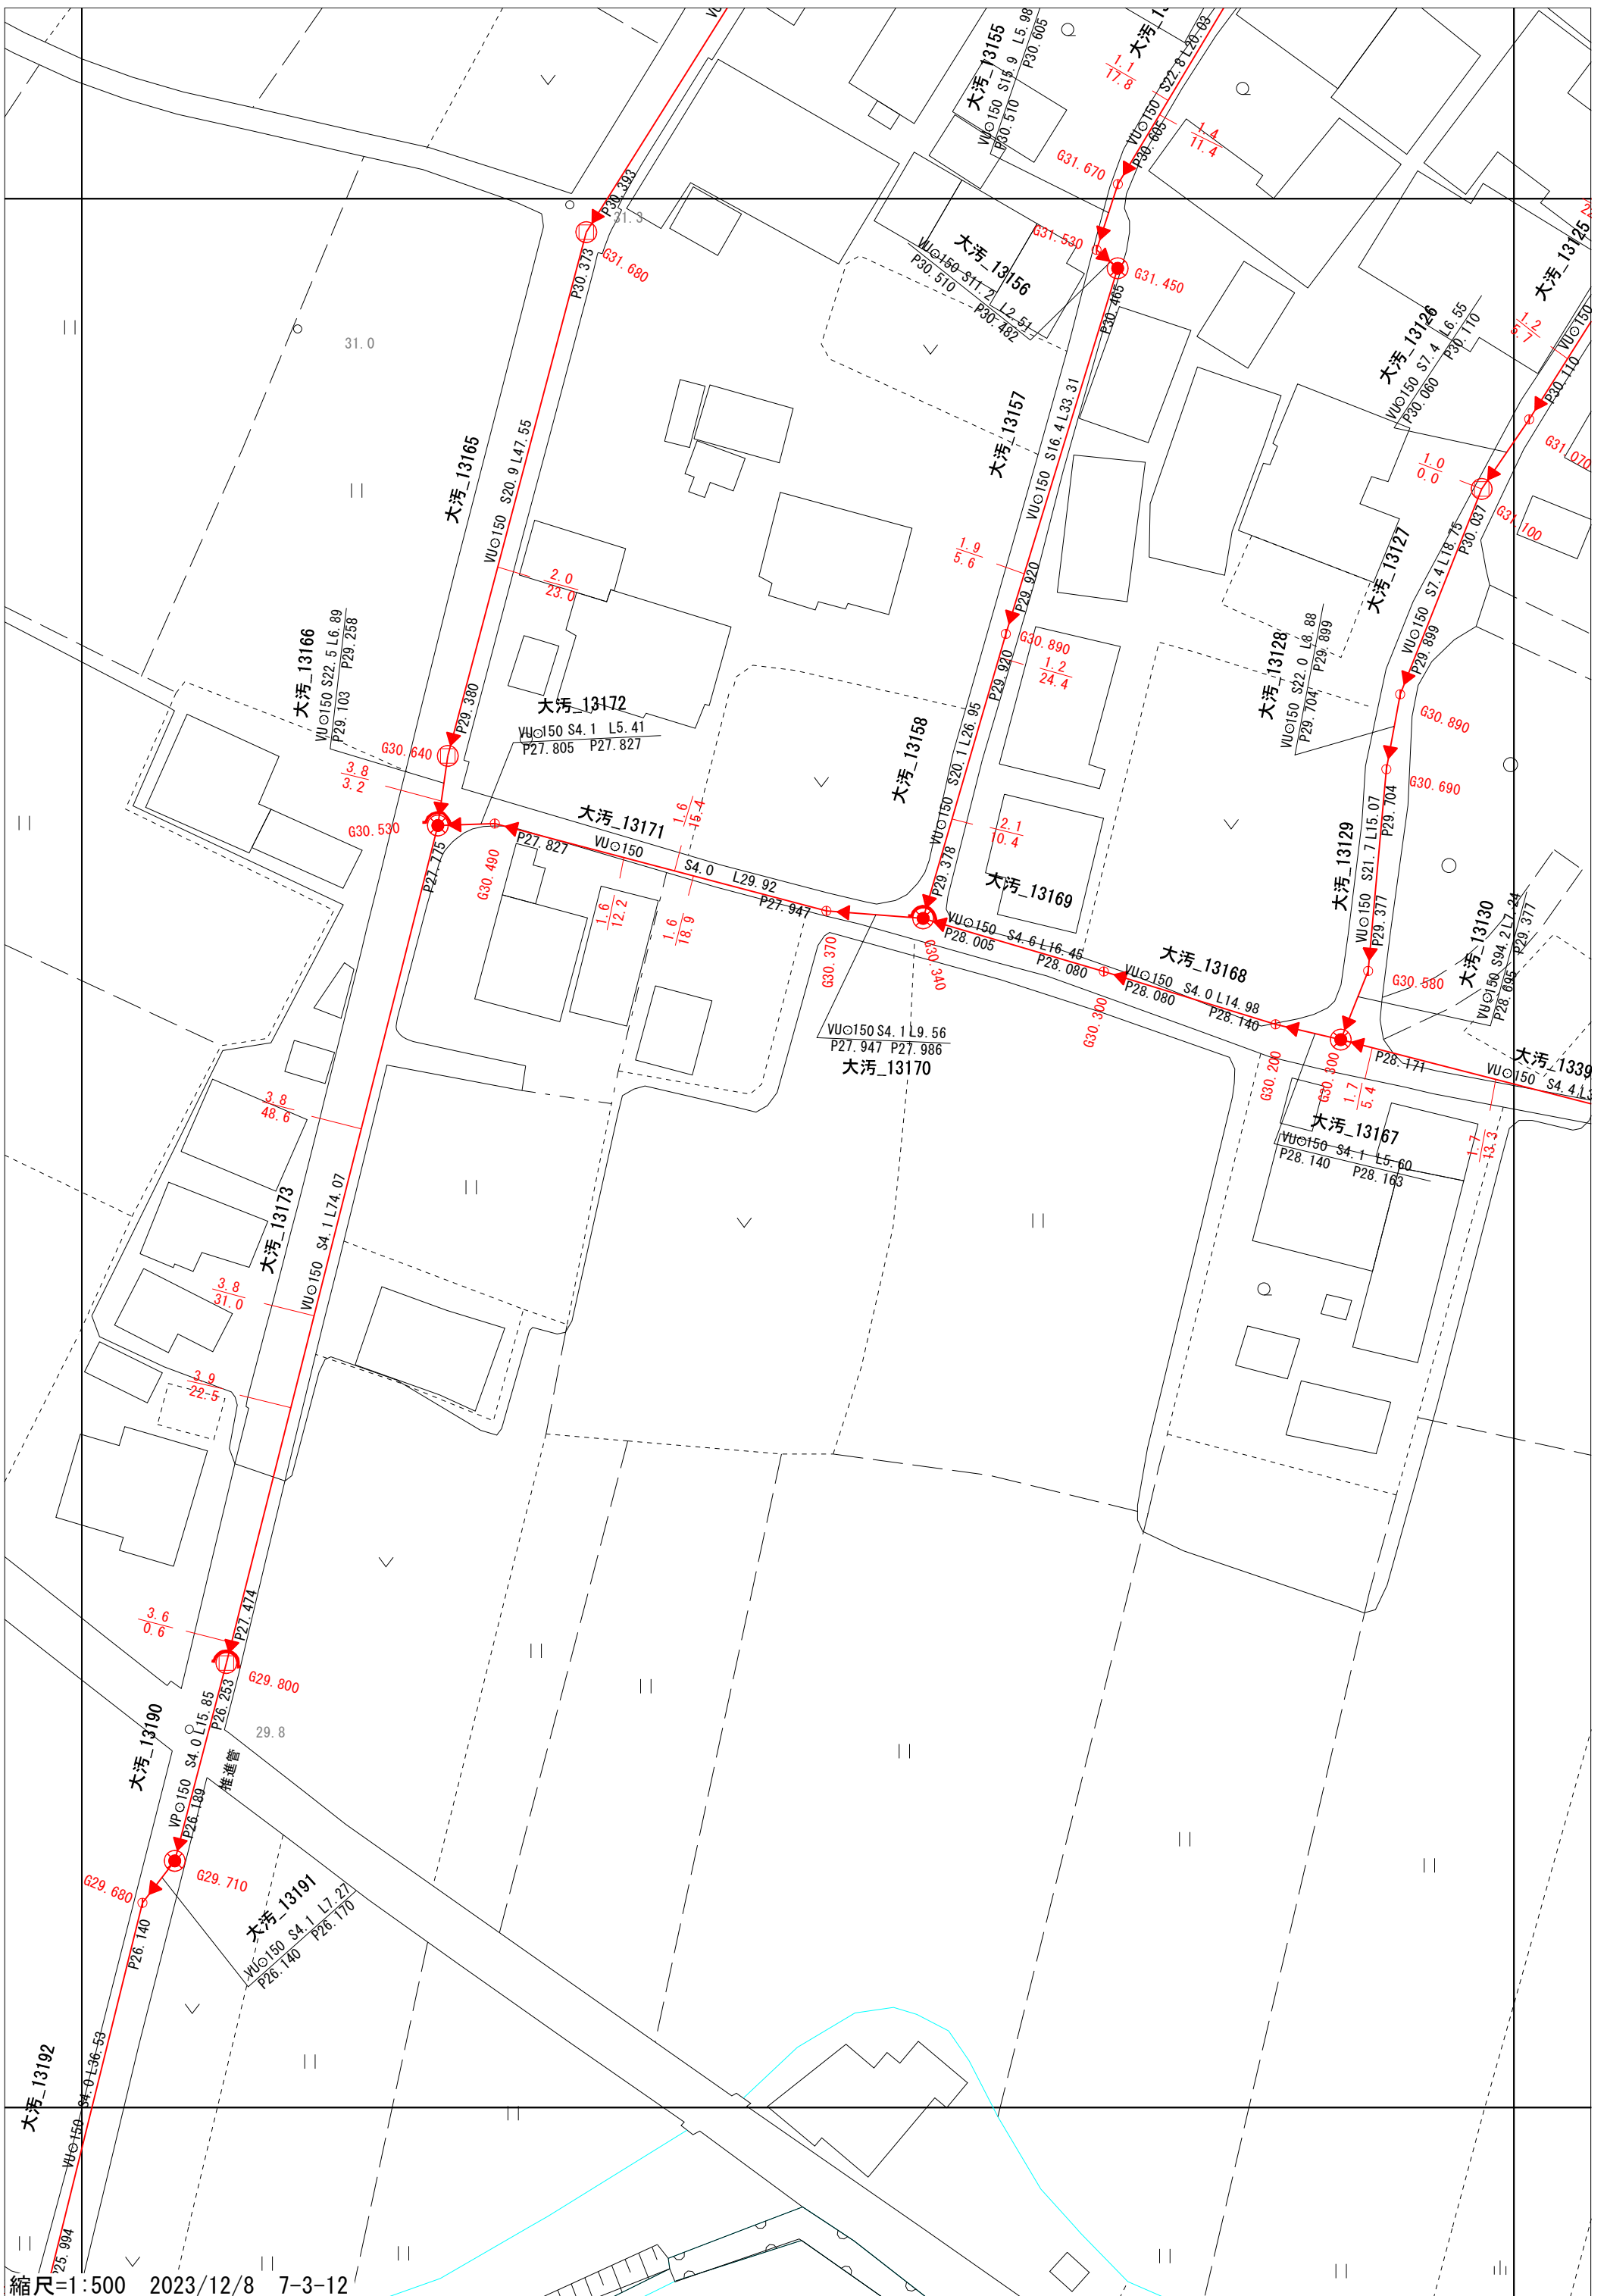 大汚_13155
VU○150 S15.9 L5.98
P30.510 P30.605
1.1
17.8
VU○150 S22.8 L20.03
P30.605
1.4
11.4
G31.670
P30.393
31.3
G31.680
P30.373
G31.530
G31.450
大汚_13156
VU○150 S11.2 L2.51
P30.510 P30.482
P30.465
大汚_13125
1.2
5.7
VU○150
P30.110
大汚_13126
VU○150 S7.4 L6.55
P30.060 P30.110
31.0
大汚_13165
VU○150 S20.9 L47.55
大汚_13157
VU○150 S16.4 L33.31
G31.070
1.0
0.0
G31.100
P30.037
1.9
5.6
P29.920
2.0
23.0
大汚_13127
VU○150 S7.4 L18.75
P29.899
大汚_13166
VU○150 S22.5 L6.89
P29.103 P29.258
G30.890
P29.920
1.2
24.4
大汚_13128
VU○150 S22.0 L8.88
P29.704 P29.899
G30.890
P29.380
大汚_13172
VU○150 S4.1 L5.41
P27.805 P27.827
G30.640
3.8
3.2
大汚_13158
VU○150 S20.1 L26.95
G30.690
P29.704
G30.530
大汚_13171
VU○150 S4.0 L29.92
P27.827 P27.947
1.6
15.4
2.1
10.4
P29.378
大汚_13129
VU○150 S21.7 L15.07
P29.377
P27.775
G30.490
1.6
12.2
1.6
18.9
大汚_13169
VU○150 S4.6 L16.45
P28.005 P28.080
G30.370
G30.340
大汚_13168
VU○150 S4.0 L14.98
P28.080 P28.140
G30.580
大汚_13130
VU○150 S94.2 L7.24
P28.695 P29.377
VU○150 S4.1 L9.56
P27.947 P27.986
大汚_13170
G30.300
G30.200
G30.300
P28.171
1.7
5.4
大汚_1339
VU○150 S4.4
3.8
48.6
大汚_13167
VU○150 S4.1 L5.60
P28.140 P28.163
1.7
13.3
大汚_13173
VU○150 S4.1 L74.07
3.8
31.0
3.9
22.5
3.6
0.6
P27.474
G29.800
P26.253
29.8
大汚_13190
VP○150 S4.0 L15.85
推進管
P26.189
G29.680
G29.710
大汚_13191
VU○150 S4.1 L7.27
P26.140 P26.170
P26.140
大汚_13192
VU○150 S4.0 L36.53
P25.994
縮尺=1:500 2023/12/8 7-3-12